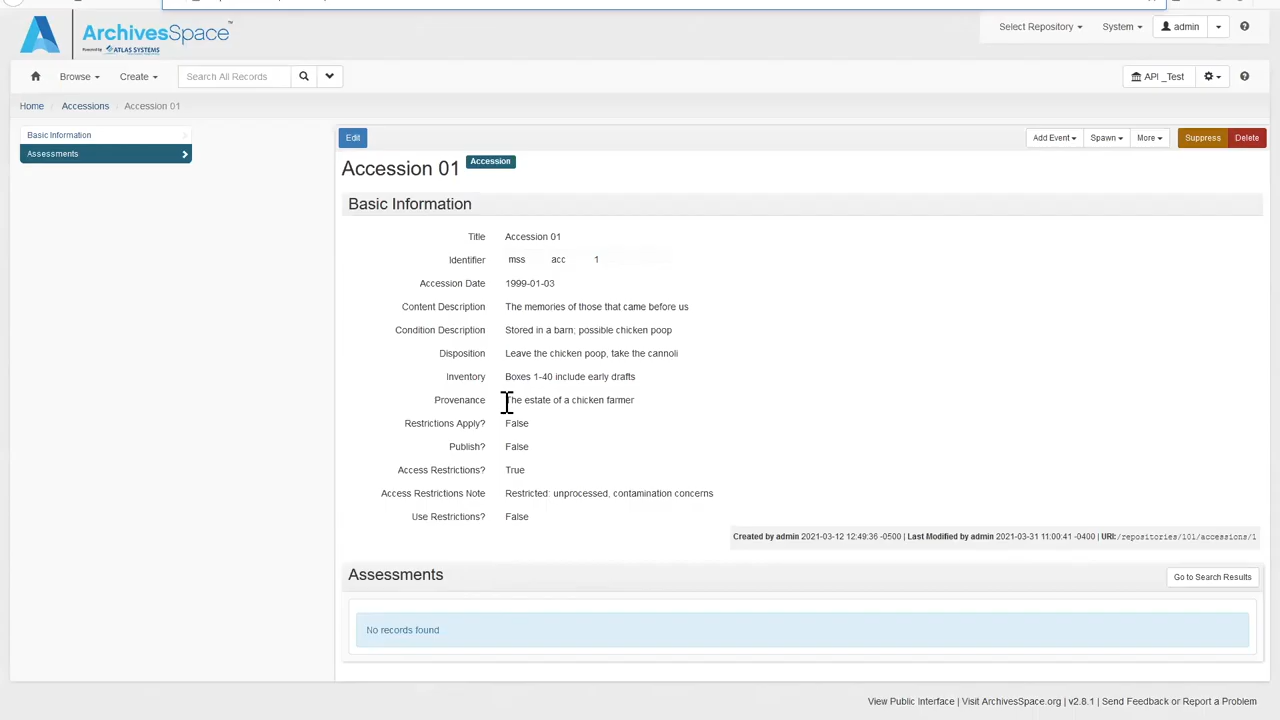 ArchivesSpace™
Powered by ATLAS SYSTEMS
Select Repository System admin
Browse Create Search All Records API _Test
Home Accessions Accession 01
Basic Information
Assessments
Edit Add Event Spawn More Suppress Delete
Accession 01 Accession
Basic Information
Title Accession 01
Identifier mss acc 1
Accession Date 1999-01-03
Content Description The memories of those that came before us
Condition Description Stored in a barn; possible chicken poop
Disposition Leave the chicken poop, take the cannoli
Inventory Boxes 1-40 include early drafts
Provenance The estate of a chicken farmer
Restrictions Apply? False
Publish? False
Access Restrictions? True
Access Restrictions Note Restricted: unprocessed, contamination concerns
Use Restrictions? False
Created by admin 2021-03-12 12:49:36 -0500 | Last Modified by admin 2021-03-31 11:00:41 -0400 | URI:/repositories/101/accessions/1
Assessments Go to Search Results
No records found
View Public Interface | Visit ArchivesSpace.org | v2.8.1 | Send Feedback or Report a Problem